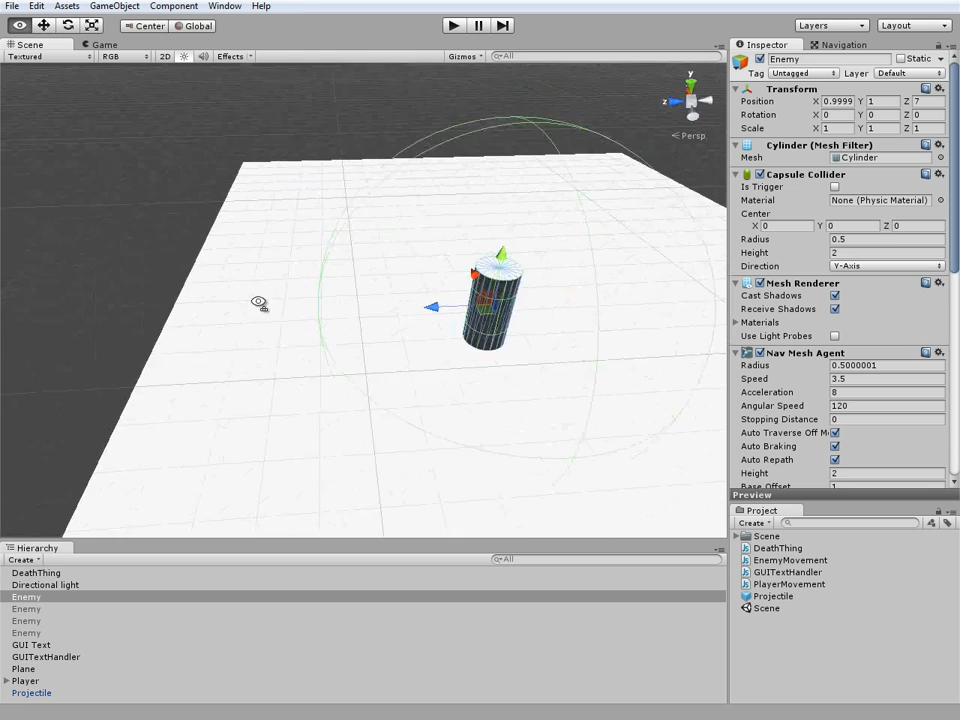 File Edit Assets GameObject Component Window Help
Center Global Layers Layout
Scene Game
Textured RGB 2D Effects Gizmos All
y
z
Persp
Inspector Navigation
Enemy Static
Tag Untagged Layer Default
Transform
Position X 0.9999 Y 1 Z 7
Rotation X 0 Y 0 Z 0
Scale X 1 Y 1 Z 1
Cylinder (Mesh Filter)
Mesh Cylinder
Capsule Collider
Is Trigger
Material None (Physic Material)
Center
X 0 Y 0 Z 0
Radius 0.5
Height 2
Direction Y-Axis
Mesh Renderer
Cast Shadows
Receive Shadows
Materials
Use Light Probes
Nav Mesh Agent
Radius 0.5000001
Speed 3.5
Acceleration 8
Angular Speed 120
Stopping Distance 0
Auto Traverse Off M
Auto Braking
Auto Repath
Height 2
Base Offset 1
Preview
Project
Create
Scene
DeathThing
EnemyMovement
GUITextHandler
PlayerMovement
Projectile
Scene
Hierarchy
Create All
DeathThing
Directional light
Enemy
Enemy
Enemy
Enemy
GUI Text
GUITextHandler
Plane
Player
Projectile